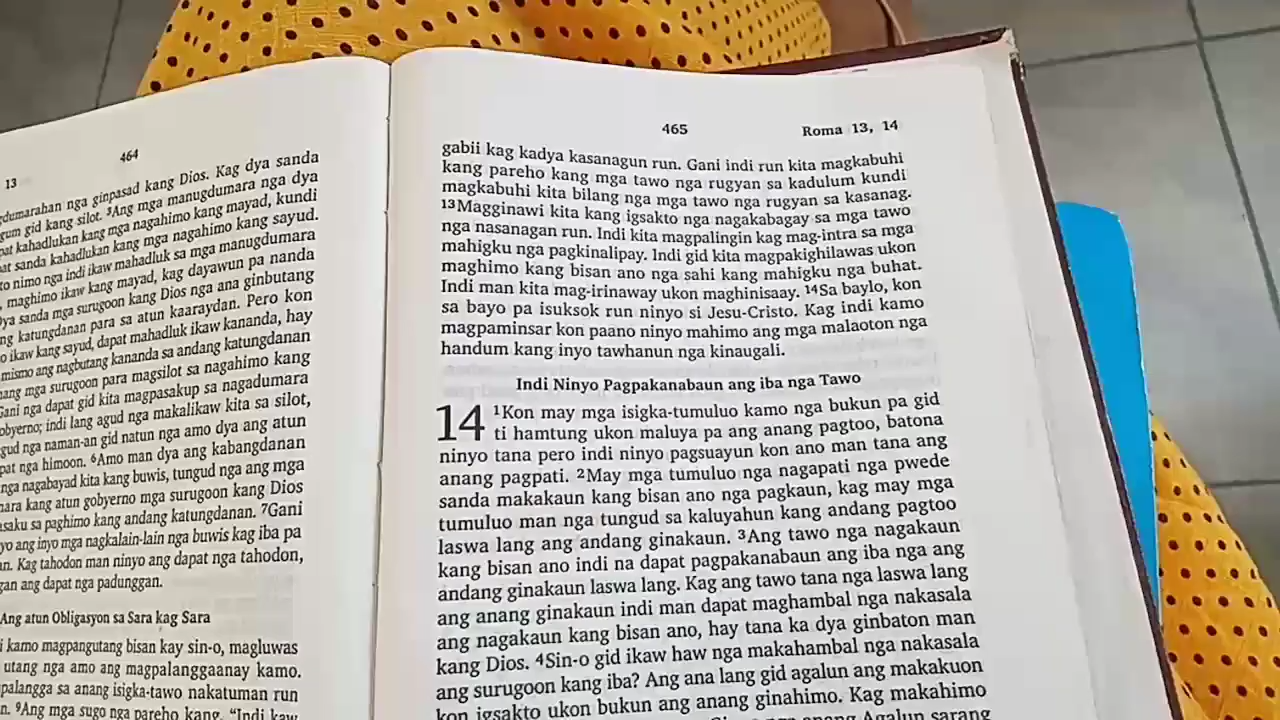 464
13
ngdumarahan nga ginpasad kang Dios. Kag dya sanda
gid kang silot. ³Ang mga manugdumara nga dya
kahadlukan kang mga nagahimo kang mayad, kundi
sanda kahadlukan kang mga nagahimo kang sayud.
nimo nga indi ikaw mahadluk sa mga manugdumara
maghimo ikaw kang mayad, kag dayawun pa nanda
sanda mga surugoon kang Dios nga ana ginbutang
katungdanan para sa atun kaaraydan. Pero kon
ikaw kang sayud, dapat mahadluk ikaw kananda, hay
mismo ang nagbutang kananda sa andang katungdanan
mga surugoon para magsilot sa nagahimo kang
Gani nga dapat gid kita magpasakup sa nagadumara
indi lang agud nga makalikaw kita sa silot,
nga naman-an gid natun nga amo dya ang atun
nga himoon. ⁶Amo man dya ang kabangdanan
nga nagabayad kita kang buwis, tungud nga ang mga
kang atun gobyerno mga surugoon kang Dios
sa paghimo kang andang katungdanan. ⁷Gani
ang inyo mga nagkalain-lain nga buwis kag iba pa
Kag tahodon man ninyo ang dapat nga tahodon,
ang dapat nga padunggan.
Ang atun Obligasyon sa Sara kag Sara
kamo magpangutang bisan kay sin-o, magluwas
utang nga amo ang magpalanggaanay kamo.
sa anang isigka-tawo nakatuman run
⁹Ang mga sugo nga pareho kang, "Indi kaw
465
Roma 13, 14
gabii kag kadya kasanagun run. Gani indi run kita magkabuhi
kang pareho kang mga tawo nga rugyan sa kadulum kundi
magkabuhi kita bilang nga mga tawo nga rugyan sa kasanag.
¹³Magginawi kita kang igsakto nga nagakabagay sa mga tawo
nga nasanagan run. Indi kita magpalingin kag mag-intra sa mga
mahigku nga pagkinalipay. Indi gid kita magpakighilawas ukon
maghimo kang bisan ano nga sahi kang mahigku nga buhat.
Indi man kita mag-irinaway ukon maghinisaay. ¹⁴Sa baylo, kon
sa bayo pa isuksok run ninyo si Jesu-Cristo. Kag indi kamo
magpaminsar kon paano ninyo mahimo ang mga malaoton nga
handum kang inyo tawhanun nga kinaugali.
Indi Ninyo Pagpakanabaun ang iba nga Tawo
14 ¹Kon may mga isigka-tumuluo kamo nga bukun pa gid
ti hamtung ukon maluya pa ang anang pagtoo, batona
ninyo tana pero indi ninyo pagsuayun kon ano man tana ang
anang pagpati. ²May mga tumuluo nga nagapati nga pwede
sanda makakaun kang bisan ano nga pagkaun, kag may mga
tumuluo man nga tungud sa kaluyahun kang andang pagtoo
laswa lang ang andang ginakaun. ³Ang tawo nga nagakaun
kang bisan ano indi na dapat pagpakanabaun ang iba nga ang
andang ginakaun laswa lang. Kag ang tawo tana nga laswa lang
ang anang ginakaun indi man dapat maghambal nga nakasala
ang nagakaun kang bisan ano, hay tana ka dya ginbaton man
kang Dios. ⁴Sin-o gid ikaw haw nga makahambal nga nakasala
ang surugoon kang iba? Ang ana lang gid agalun ang makakuon
kon igsakto ukon bukun ang anang ginahimo. Kag makahimo
nga anang Agalun sarang